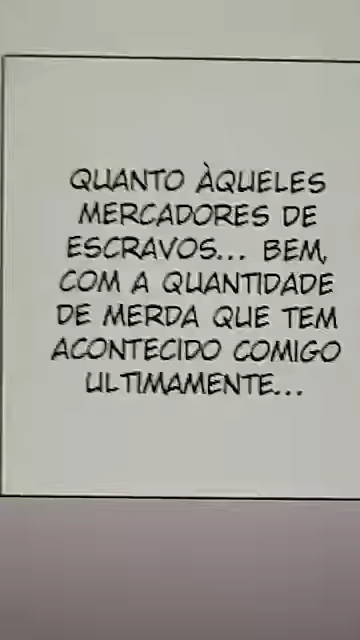 QUANTO ÀQUELES
MERCADORES DE
ESCRAVOS... BEM,
COM A QUANTIDADE
DE MERDA QUE TEM
ACONTECIDO COMIGO
ULTIMAMENTE...